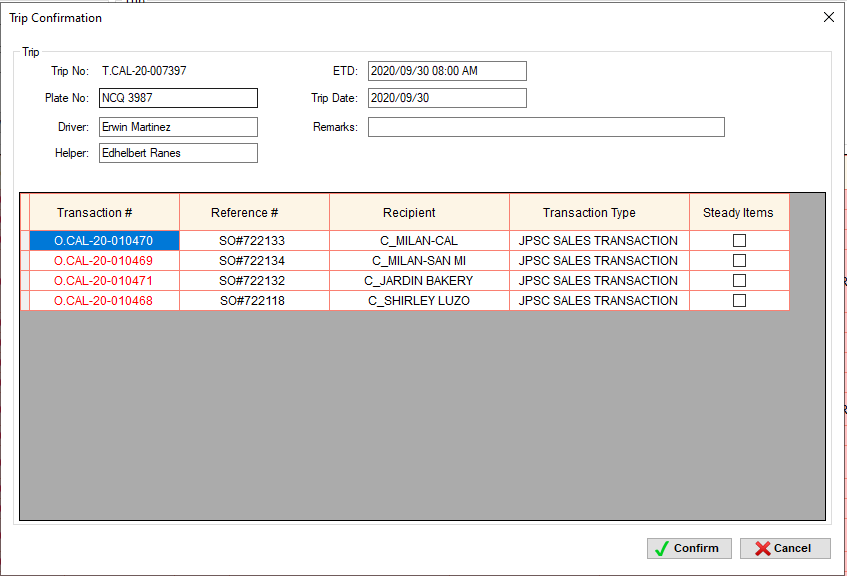 Trip Confirmation
Trip
Trip No: T.CAL-20-007397 ETD: 2020/09/30 08:00 AM
Plate No: NCQ 3987 Trip Date: 2020/09/30
Driver: Erwin Martinez Remarks:
Helper: Edhelbert Ranes
Transaction # Reference # Recipient Transaction Type Steady Items
O.CAL-20-010470 SO#722133 C_MILAN-CAL JPSC SALES TRANSACTION
O.CAL-20-010469 SO#722134 C_MILAN-SAN MI JPSC SALES TRANSACTION
O.CAL-20-010471 SO#722132 C_JARDIN BAKERY JPSC SALES TRANSACTION
O.CAL-20-010468 SO#722118 C_SHIRLEY LUZO JPSC SALES TRANSACTION
Confirm Cancel